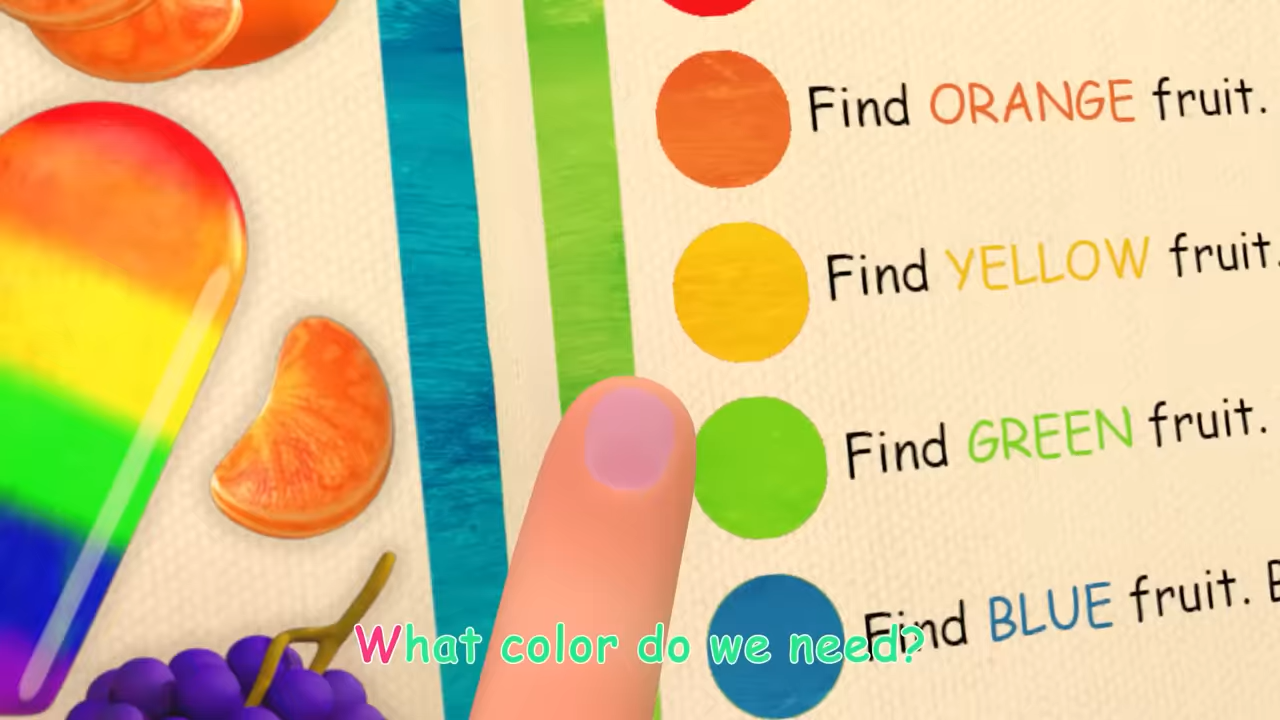 Find ORANGE fruit.
Find YELLOW fruit.
Find GREEN fruit.
Find BLUE fruit.
What color do we need?